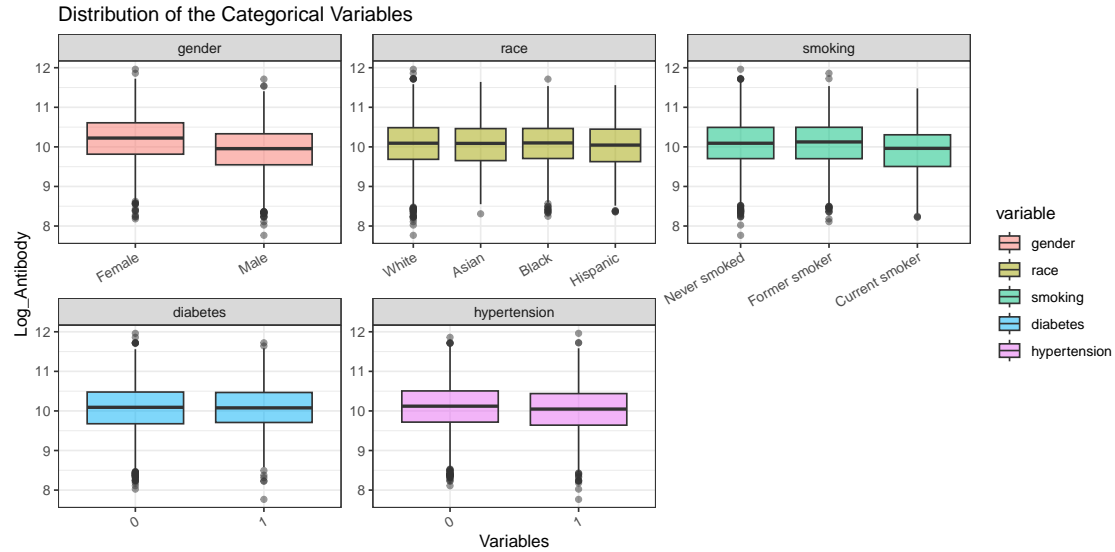 Distribution of the Categorical Variables
gender
race
smoking
12
11
10
9
8
Female
Male
White
Asian
Black
Hispanic
Never smoked
Former smoker
Current smoker
Log_Antibody
diabetes
hypertension
12
11
10
9
8
0
1
0
1
Variables
variable
gender
race
smoking
diabetes
hypertension